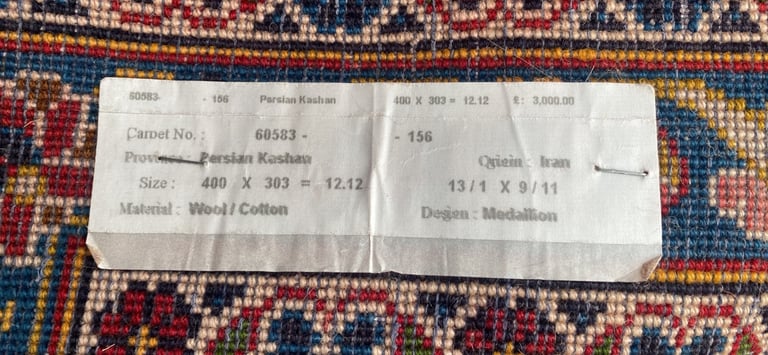 60583- - 156 Persian Kashan 400 X 303 = 12.12 £: 3,000.00
Carpet No. : 60583 - - 156
Province: Persian Kashan Origin : Iran
Size : 400 X 303 = 12.12 13 / 1 X 9 / 11
Material : Wool / Cotton Design : Medallion